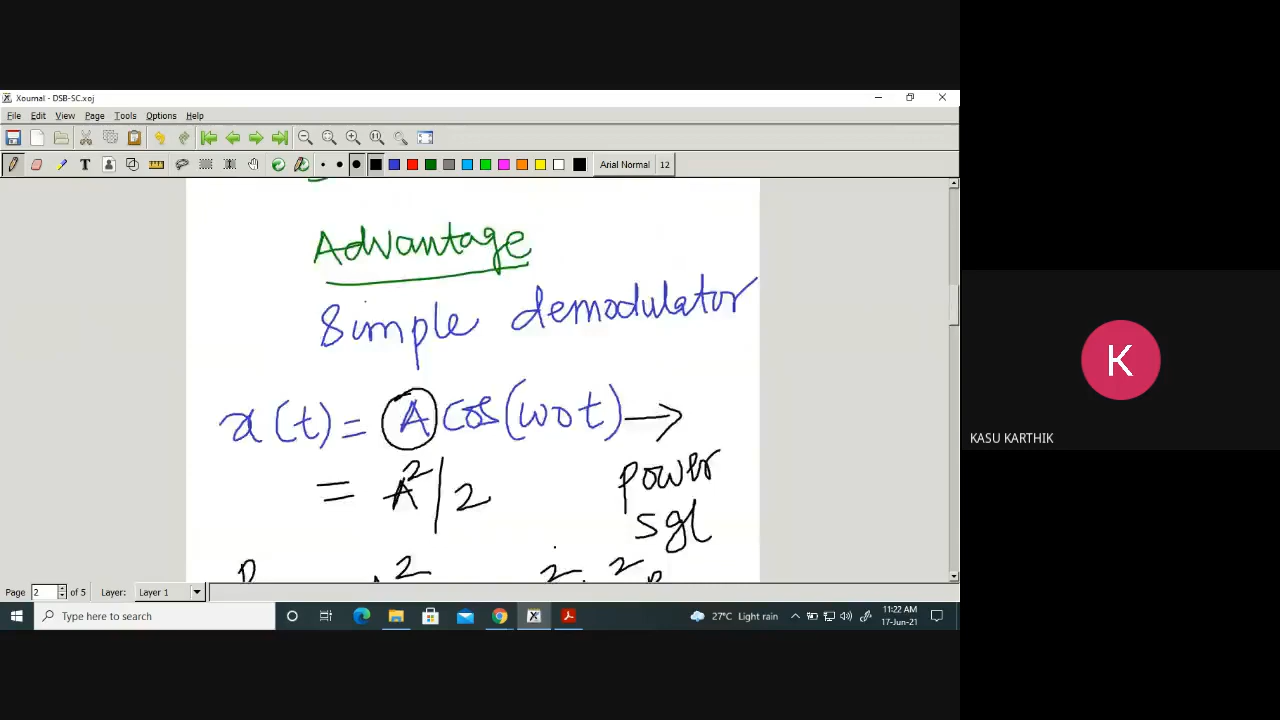 Xournal - DSB-SC.xoj
File Edit View Page Tools Options Help
Arial Normal 12
Advantage
Simple demodulator
x(t) = A cos(w0t) →
= A²/2
power
sgl
K
KASU KARTHIK
Page 2 of 5 Layer: Layer 1
Type here to search
27°C Light rain
11:22 AM
17-Jun-21